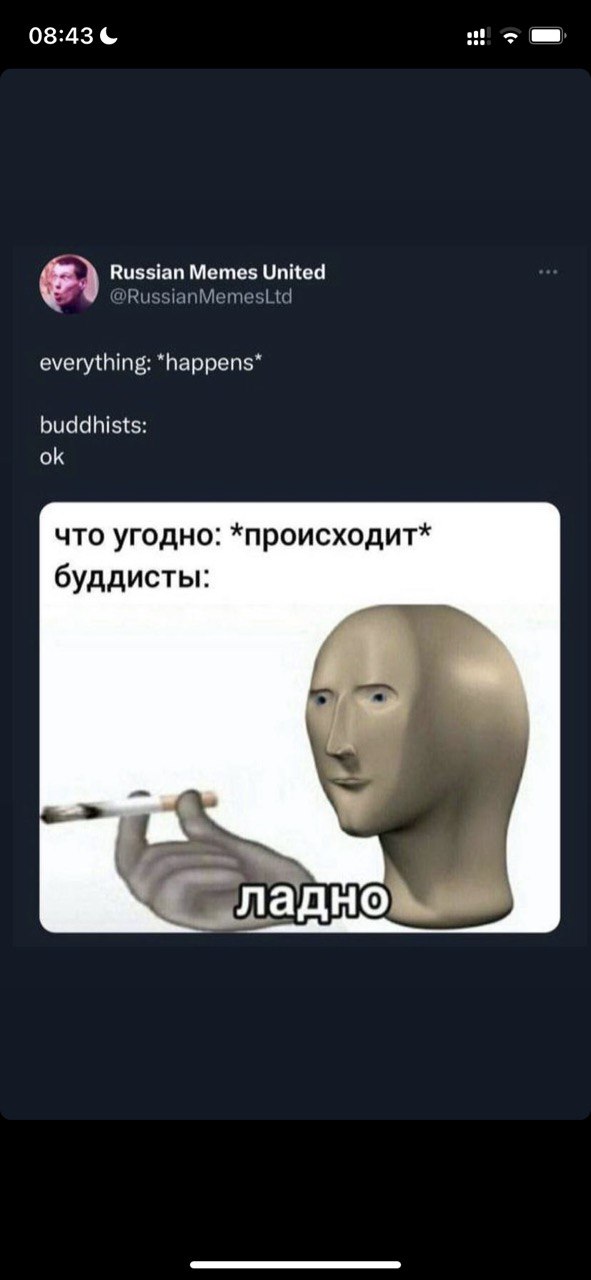 08:43
Russian Memes United
@RussianMemesLtd
everything: *happens*
buddhists:
ok
что угодно: *происходит*
буддисты:
ладно